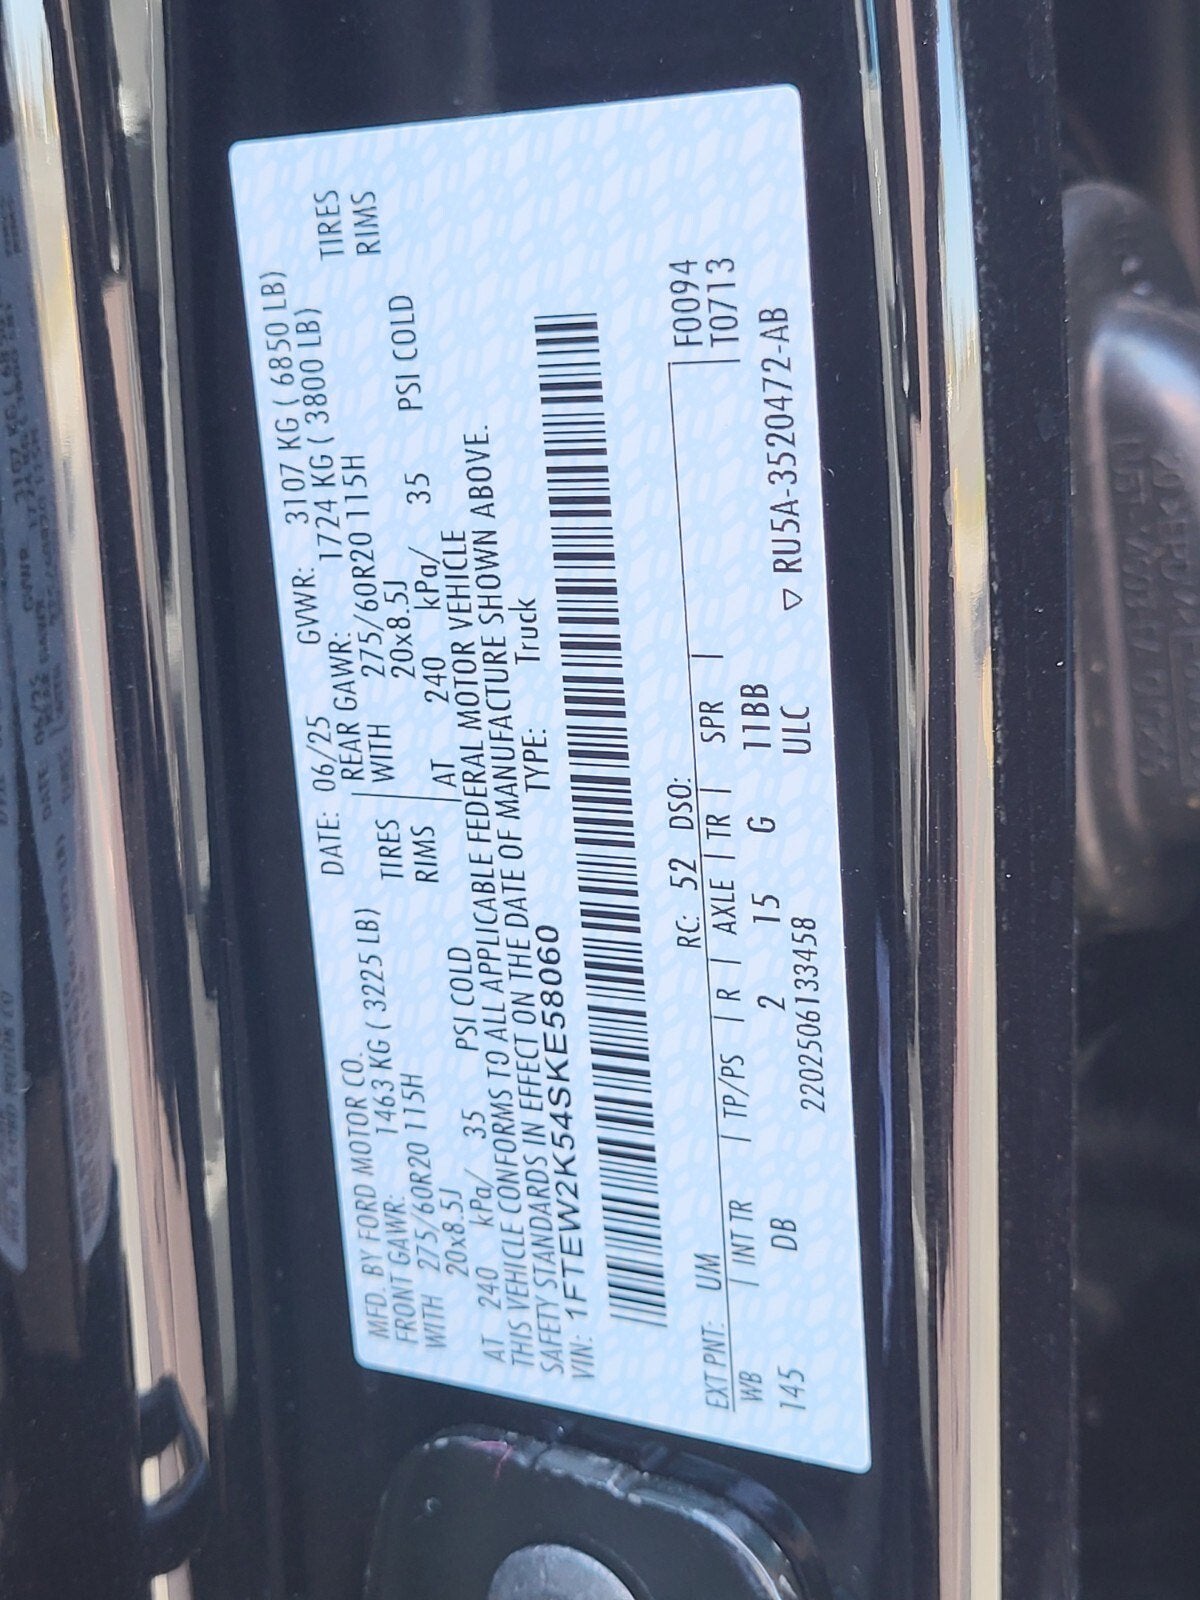 MFD. BY FORD MOTOR CO. DATE: 06/25 GVWR: 3107 KG ( 6850 LB)
FRONT GAWR: 1463 KG ( 3225 LB) REAR GAWR: 1724 KG ( 3800 LB)
WITH 275/60R20 115H TIRES WITH 275/60R20 115H TIRES
20x8.5J RIMS 20x8.5J RIMS
AT 240 kPa/ 35 PSI COLD AT 240 kPa/ 35 PSI COLD
THIS VEHICLE CONFORMS TO ALL APPLICABLE FEDERAL MOTOR VEHICLE
SAFETY STANDARDS IN EFFECT ON THE DATE OF MANUFACTURE SHOWN ABOVE.
VIN: 1FTEW2K54SKE58060 TYPE: Truck
EXT PNT: UM RC: 52 DSO: F0094
WB INT TR TP/PS R AXLE TR SPR T0713
145 DB 2 15 G 11BB
2202506133458 ULC ▽ RU5A-3520472-AB